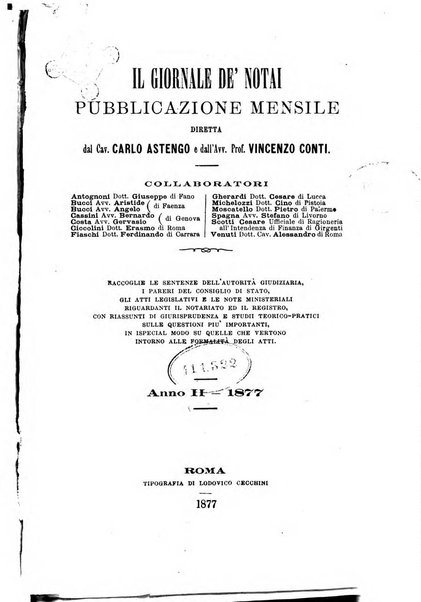 IL GIORNALE DE' NOTAI
PUBBLICAZIONE MENSILE
DIRETTA
dal Cav. CARLO ASTENGO e dall'Avv. Prof. VINCENZO CONTI.
COLLABORATORI
Antognoni Dott. Giuseppe di Fano
Bucci Avv. Aristide
Bucci Avv. Angelo
di Faenza
Cassini Avv. Bernardo
Costa Avv. Gervasio
di Genova
Ciccolini Dott. Erasmo di Roma
Fiaschi Dott. Ferdinando di Carrara
Gherardi Dott. Cesare di Lucca
Michelozzi Dott. Cino di Pistoia
Moscatello Dott. Pietro di Palermo
Spagna Avv. Stefano di Livorno
Scotti Cesare Ufficiale di Ragioneria
all'Intendenza di Finanza di Girgenti
Venuti Dott. Cav. Alessandro di Roma
RACCOGLIE LE SENTENZE DELL'AUTORITÀ GIUDIZIARIA,
I PARERI DEL CONSIGLIO DI STATO,
GLI ATTI LEGISLATIVI E LE NOTE MINISTERIALI
RIGUARDANTI IL NOTARIATO ED IL REGISTRO,
CON RIASSUNTI DI GIURISPRUDENZA E STUDI TEORICO-PRATICI
SULLE QUESTIONI PIU' IMPORTANTI,
IN ISPECIAL MODO SU QUELLE CHE VERTONO
INTORNO ALLE FORMALITÀ DEGLI ATTI.
Anno II — 1877
ROMA
TIPOGRAFIA DI LODOVICO CECCHINI
1877